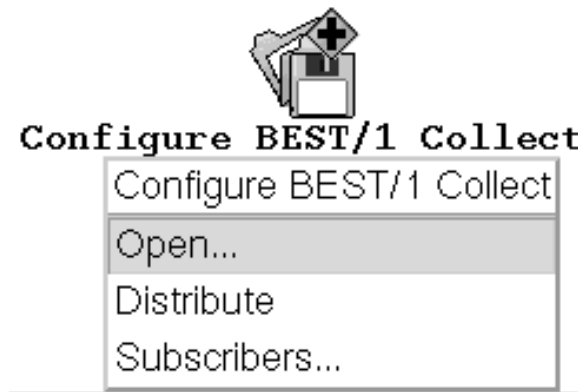 Configure BEST/1 Collect
Configure BEST/1 Collect
Open...
Distribute
Subscribers...